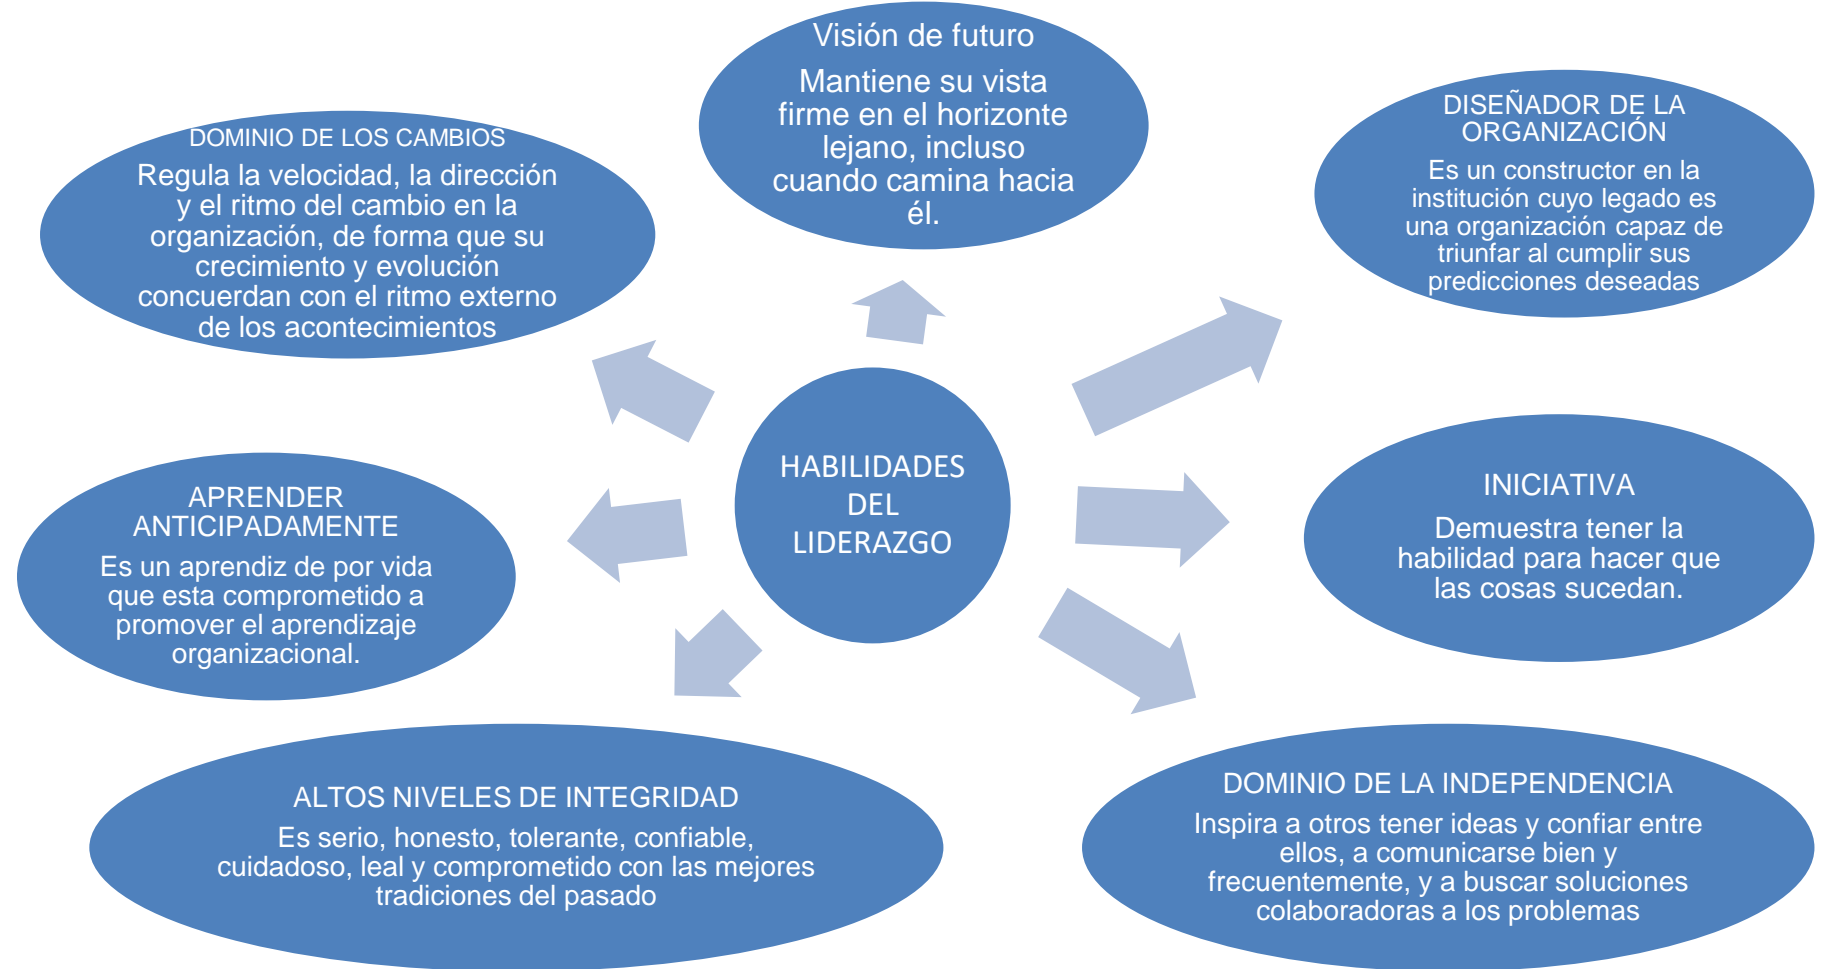 Visión de futuro
Mantiene su vista
firme en el horizonte
lejano, incluso
cuando camina hacia
él.
DISEÑADOR DE LA
ORGANIZACIÓN
Es un constructor en la
institución cuyo legado es
una organización capaz de
triunfar al cumplir sus
predicciones deseadas
INICIATIVA
Demuestra tener la
habilidad para hacer que
las cosas sucedan.
DOMINIO DE LA INDEPENDENCIA
Inspira a otros tener ideas y confiar entre
ellos, a comunicarse bien y
frecuentemente, y a buscar soluciones
colaboradoras a los problemas
ALTOS NIVELES DE INTEGRIDAD
Es serio, honesto, tolerante, confiable,
cuidadoso, leal y comprometido con las mejores
tradiciones del pasado
APRENDER
ANTICIPADAMENTE
Es un aprendiz de por vida
que esta comprometido a
promover el aprendizaje
organizacional.
DOMINIO DE LOS CAMBIOS
Regula la velocidad, la dirección
y el ritmo del cambio en la
organización, de forma que su
crecimiento y evolución
concuerdan con el ritmo externo
de los acontecimientos
HABILIDADES
DEL
LIDERAZGO